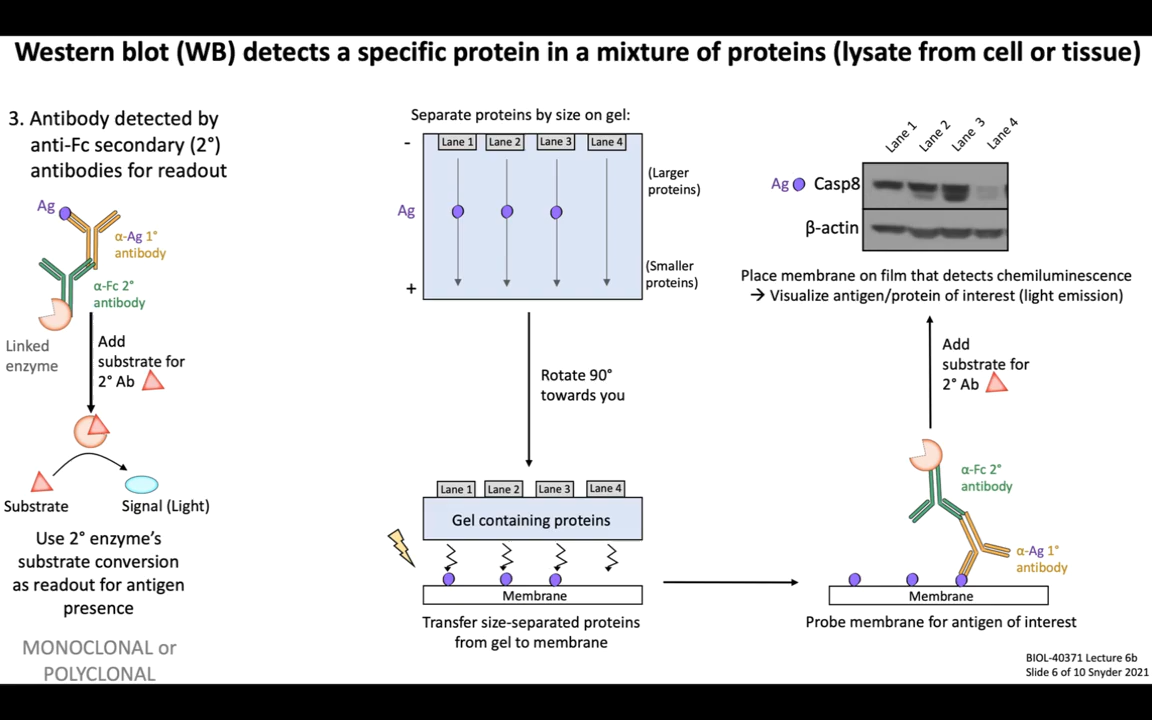 Western blot (WB) detects a specific protein in a mixture of proteins (lysate from cell or tissue)
3. Antibody detected by
anti-Fc secondary (2°)
antibodies for readout
Ag
α-Ag 1°
antibody
α-Fc 2°
antibody
Linked
enzyme
Add
substrate for
2° Ab
Substrate
Signal (Light)
Use 2° enzyme's
substrate conversion
as readout for antigen
presence
MONOCLONAL or
POLYCLONAL
Separate proteins by size on gel:
-
Lane 1
Lane 2
Lane 3
Lane 4
(Larger
proteins)
Ag
(Smaller
proteins)
+
Rotate 90°
towards you
Lane 1
Lane 2
Lane 3
Lane 4
Gel containing proteins
Membrane
Transfer size-separated proteins
from gel to membrane
Lane 1
Lane 2
Lane 3
Lane 4
Ag
Casp8
β-actin
Place membrane on film that detects chemiluminescence
→ Visualize antigen/protein of interest (light emission)
Add
substrate for
2° Ab
α-Fc 2°
antibody
α-Ag 1°
antibody
Membrane
Probe membrane for antigen of interest
BIOL-40371 Lecture 6b
Slide 6 of 10 Snyder 2021